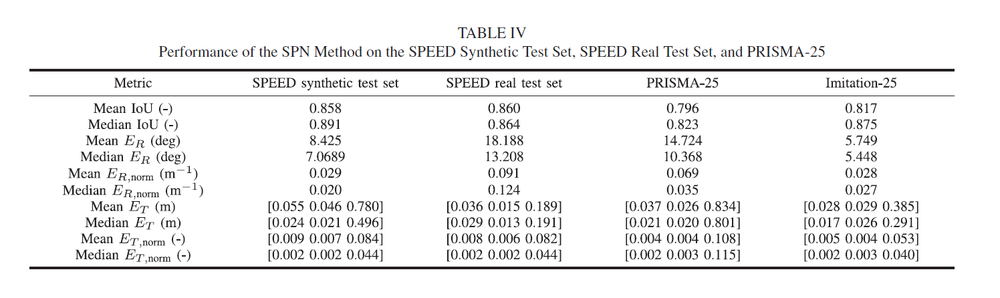 TABLE IV
Performance of the SPN Method on the SPEED Synthetic Test Set, SPEED Real Test Set, and PRISMA-25
Metric SPEED synthetic test set SPEED real test set PRISMA-25 Imitation-25
Mean IoU (-) 0.858 0.860 0.796 0.817
Median IoU (-) 0.891 0.864 0.823 0.875
Mean E_R (deg) 8.425 18.188 14.724 5.749
Median E_R (deg) 7.0689 13.208 10.368 5.448
Mean E_{R,norm} (m^{−1}) 0.029 0.091 0.069 0.028
Median E_{R,norm} (m^{−1}) 0.020 0.124 0.035 0.027
Mean E_T (m) [0.055 0.046 0.780] [0.036 0.015 0.189] [0.037 0.026 0.834] [0.028 0.029 0.385]
Median E_T (m) [0.024 0.021 0.496] [0.029 0.013 0.191] [0.021 0.020 0.801] [0.017 0.026 0.291]
Mean E_{T,norm} (-) [0.009 0.007 0.084] [0.008 0.006 0.082] [0.004 0.004 0.108] [0.005 0.004 0.053]
Median E_{T,norm} (-) [0.002 0.002 0.044] [0.002 0.002 0.044] [0.002 0.003 0.115] [0.002 0.003 0.040]